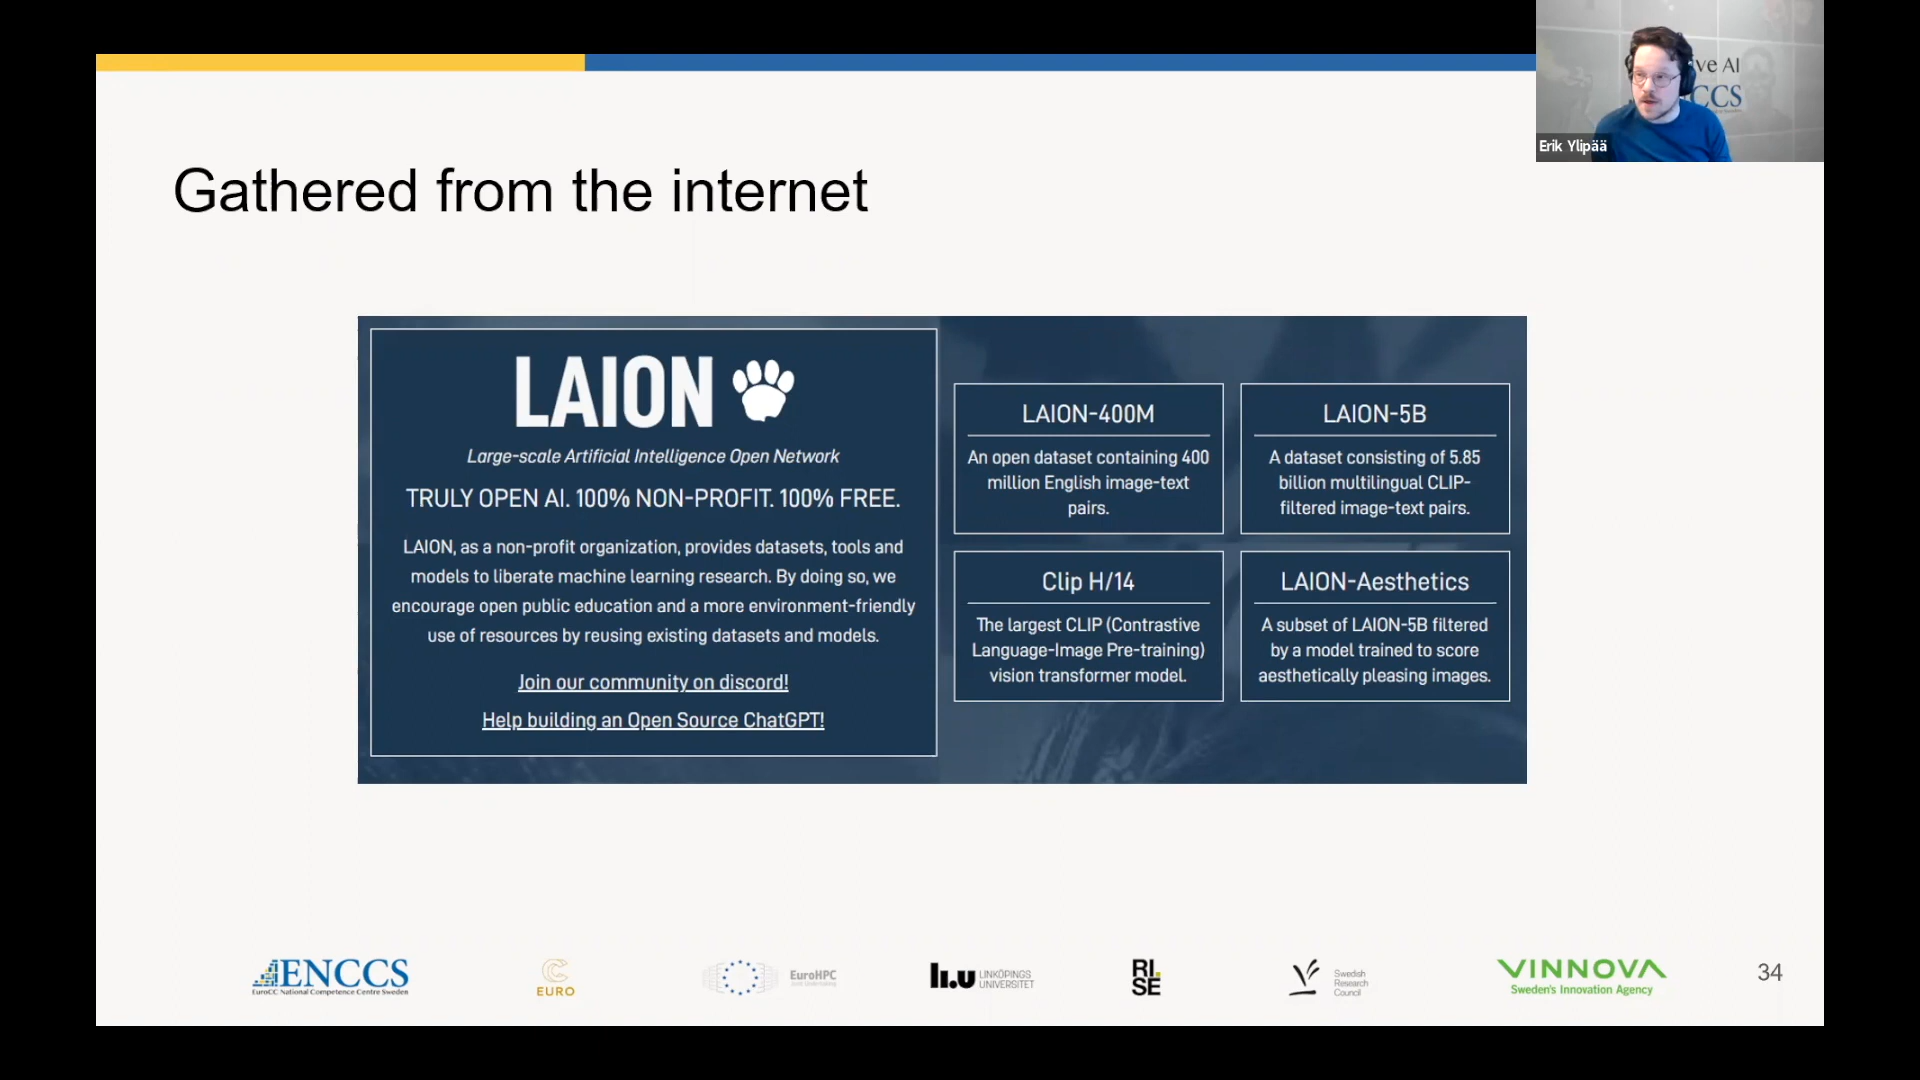 ve AI
CCS
Erik Ylipää
Gathered from the internet
LAION
Large-scale Artificial Intelligence Open Network
TRULY OPEN AI. 100% NON-PROFIT. 100% FREE.
LAION, as a non-profit organization, provides datasets, tools and
models to liberate machine learning research. By doing so, we
encourage open public education and a more environment-friendly
use of resources by reusing existing datasets and models.
Join our community on discord!
Help building an Open Source ChatGPT!
LAION-400M
An open dataset containing 400
million English image-text
pairs.
LAION-5B
A dataset consisting of 5.85
billion multilingual CLIP-
filtered image-text pairs.
Clip H/14
The largest CLIP (Contrastive
Language-Image Pre-training)
vision transformer model.
LAION-Aesthetics
A subset of LAION-5B filtered
by a model trained to score
aesthetically pleasing images.
ENCCS
EuroCC National Competence Centre Sweden
EURO
EuroHPC
Joint Undertaking
LINKÖPINGS
UNIVERSITET
RI.
SE
Swedish
Research
Council
VINNOVA
Sweden's Innovation Agency
34